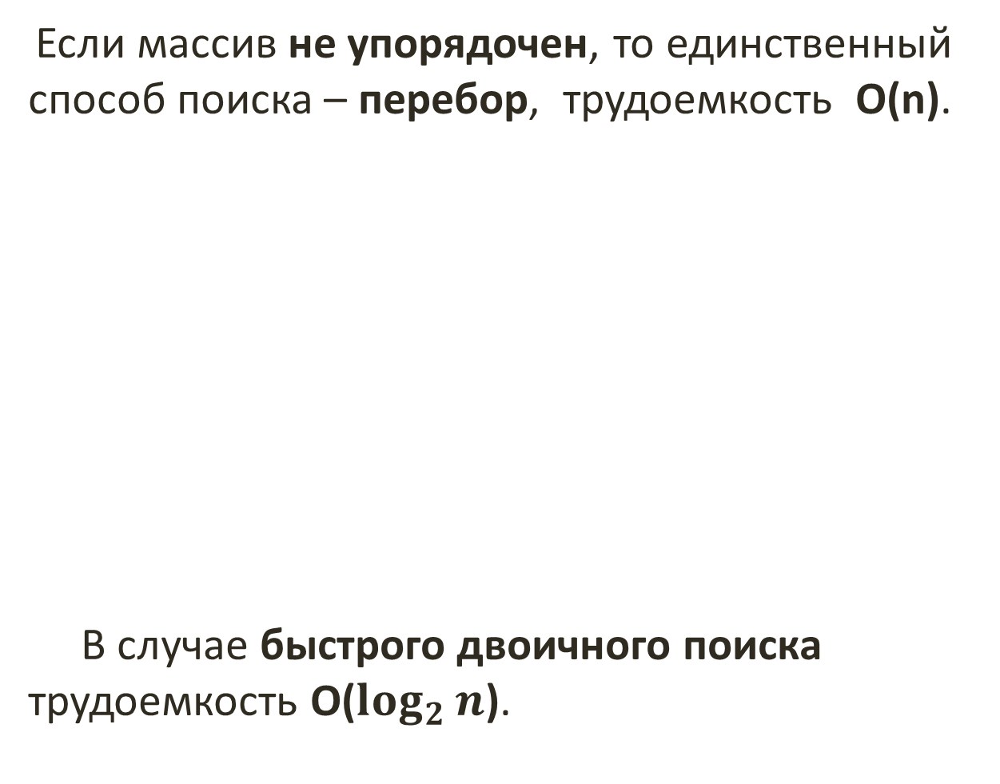 Если массив не упорядочен, то единственный
способ поиска – перебор, трудоемкость O(n).
В случае быстрого двоичного поиска
трудоемкость O(log₂ n).